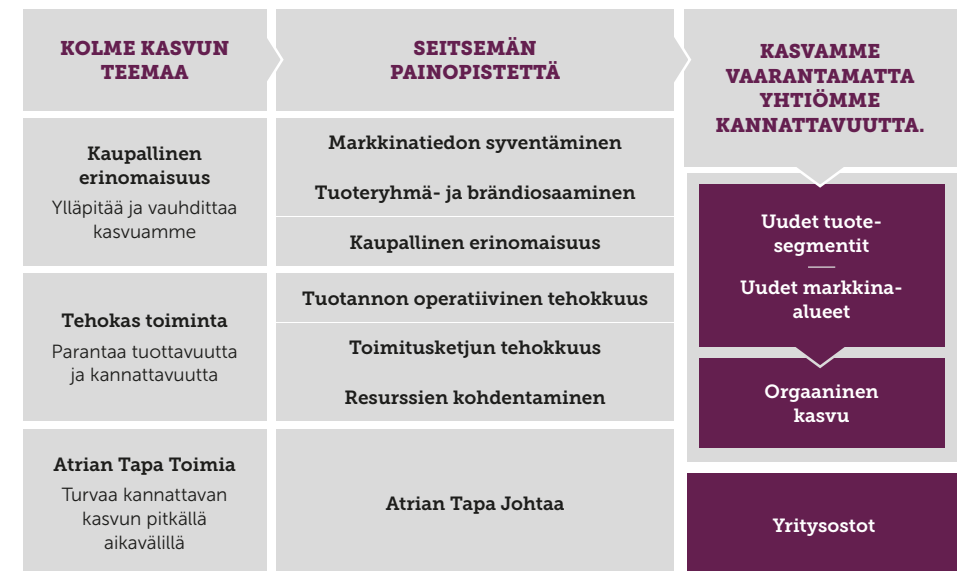 KOLME KASVUN
TEEMAA
SEITSEMÄN
PAINOPISTETTÄ
KASVAMME
VAARANTAMATTA
YHTIÖMME
KANNATTAVUUTTA.
Kaupallinen
erinomaisuus
Ylläpitää ja vauhdittaa
kasvuamme
Markkinatiedon syventäminen
Tuoteryhmä- ja brändiosaaminen
Kaupallinen erinomaisuus
Tehokas toiminta
Parantaa tuottavuutta
ja kannattavuutta
Tuotannon operatiivinen tehokkuus
Toimitusketjun tehokkuus
Resurssien kohdentaminen
Atrian Tapa Toimia
Turvaa kannattavan
kasvun pitkällä
aikavälillä
Atrian Tapa Johtaa
Uudet tuote-
segmentit
Uudet markkina-
alueet
Orgaaninen
kasvu
Yritysostot